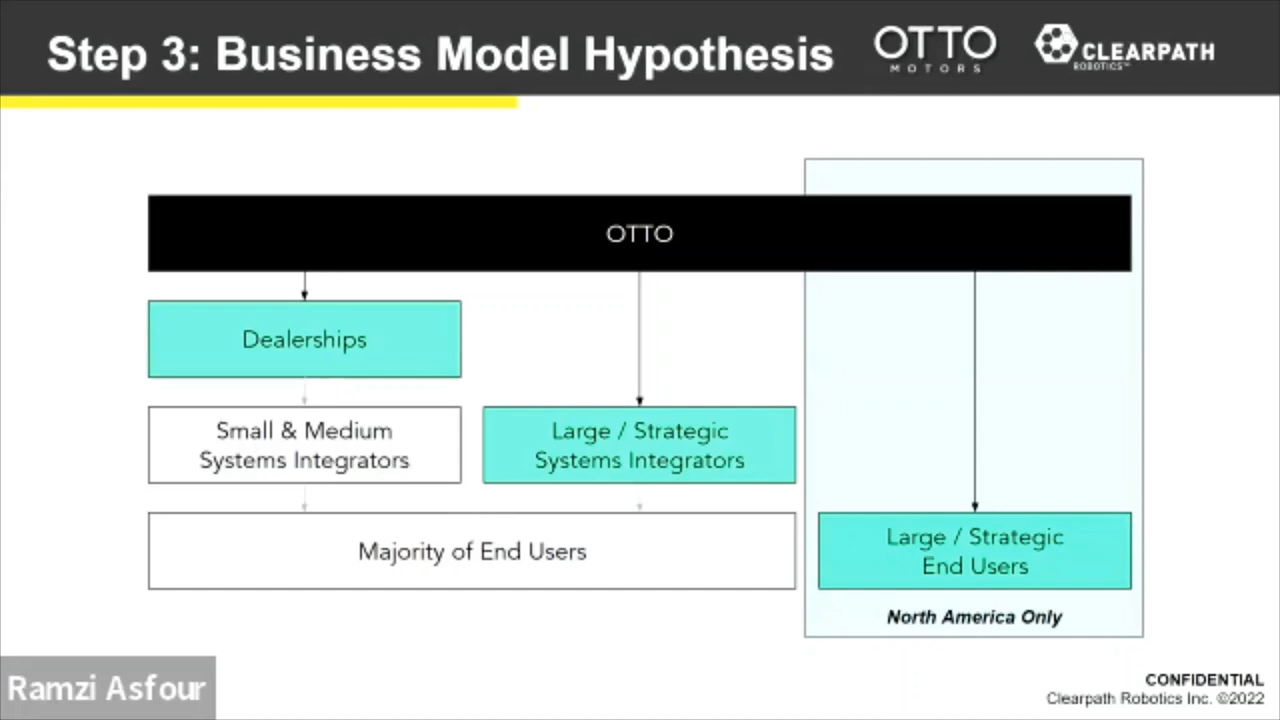 Step 3: Business Model Hypothesis
OTTO
MOTORS
CLEARPATH
ROBOTICS™
OTTO
Dealerships
Small & Medium
Systems Integrators
Large / Strategic
Systems Integrators
Majority of End Users
Large / Strategic
End Users
North America Only
Ramzi Asfour
CONFIDENTIAL
Clearpath Robotics Inc. ©2022